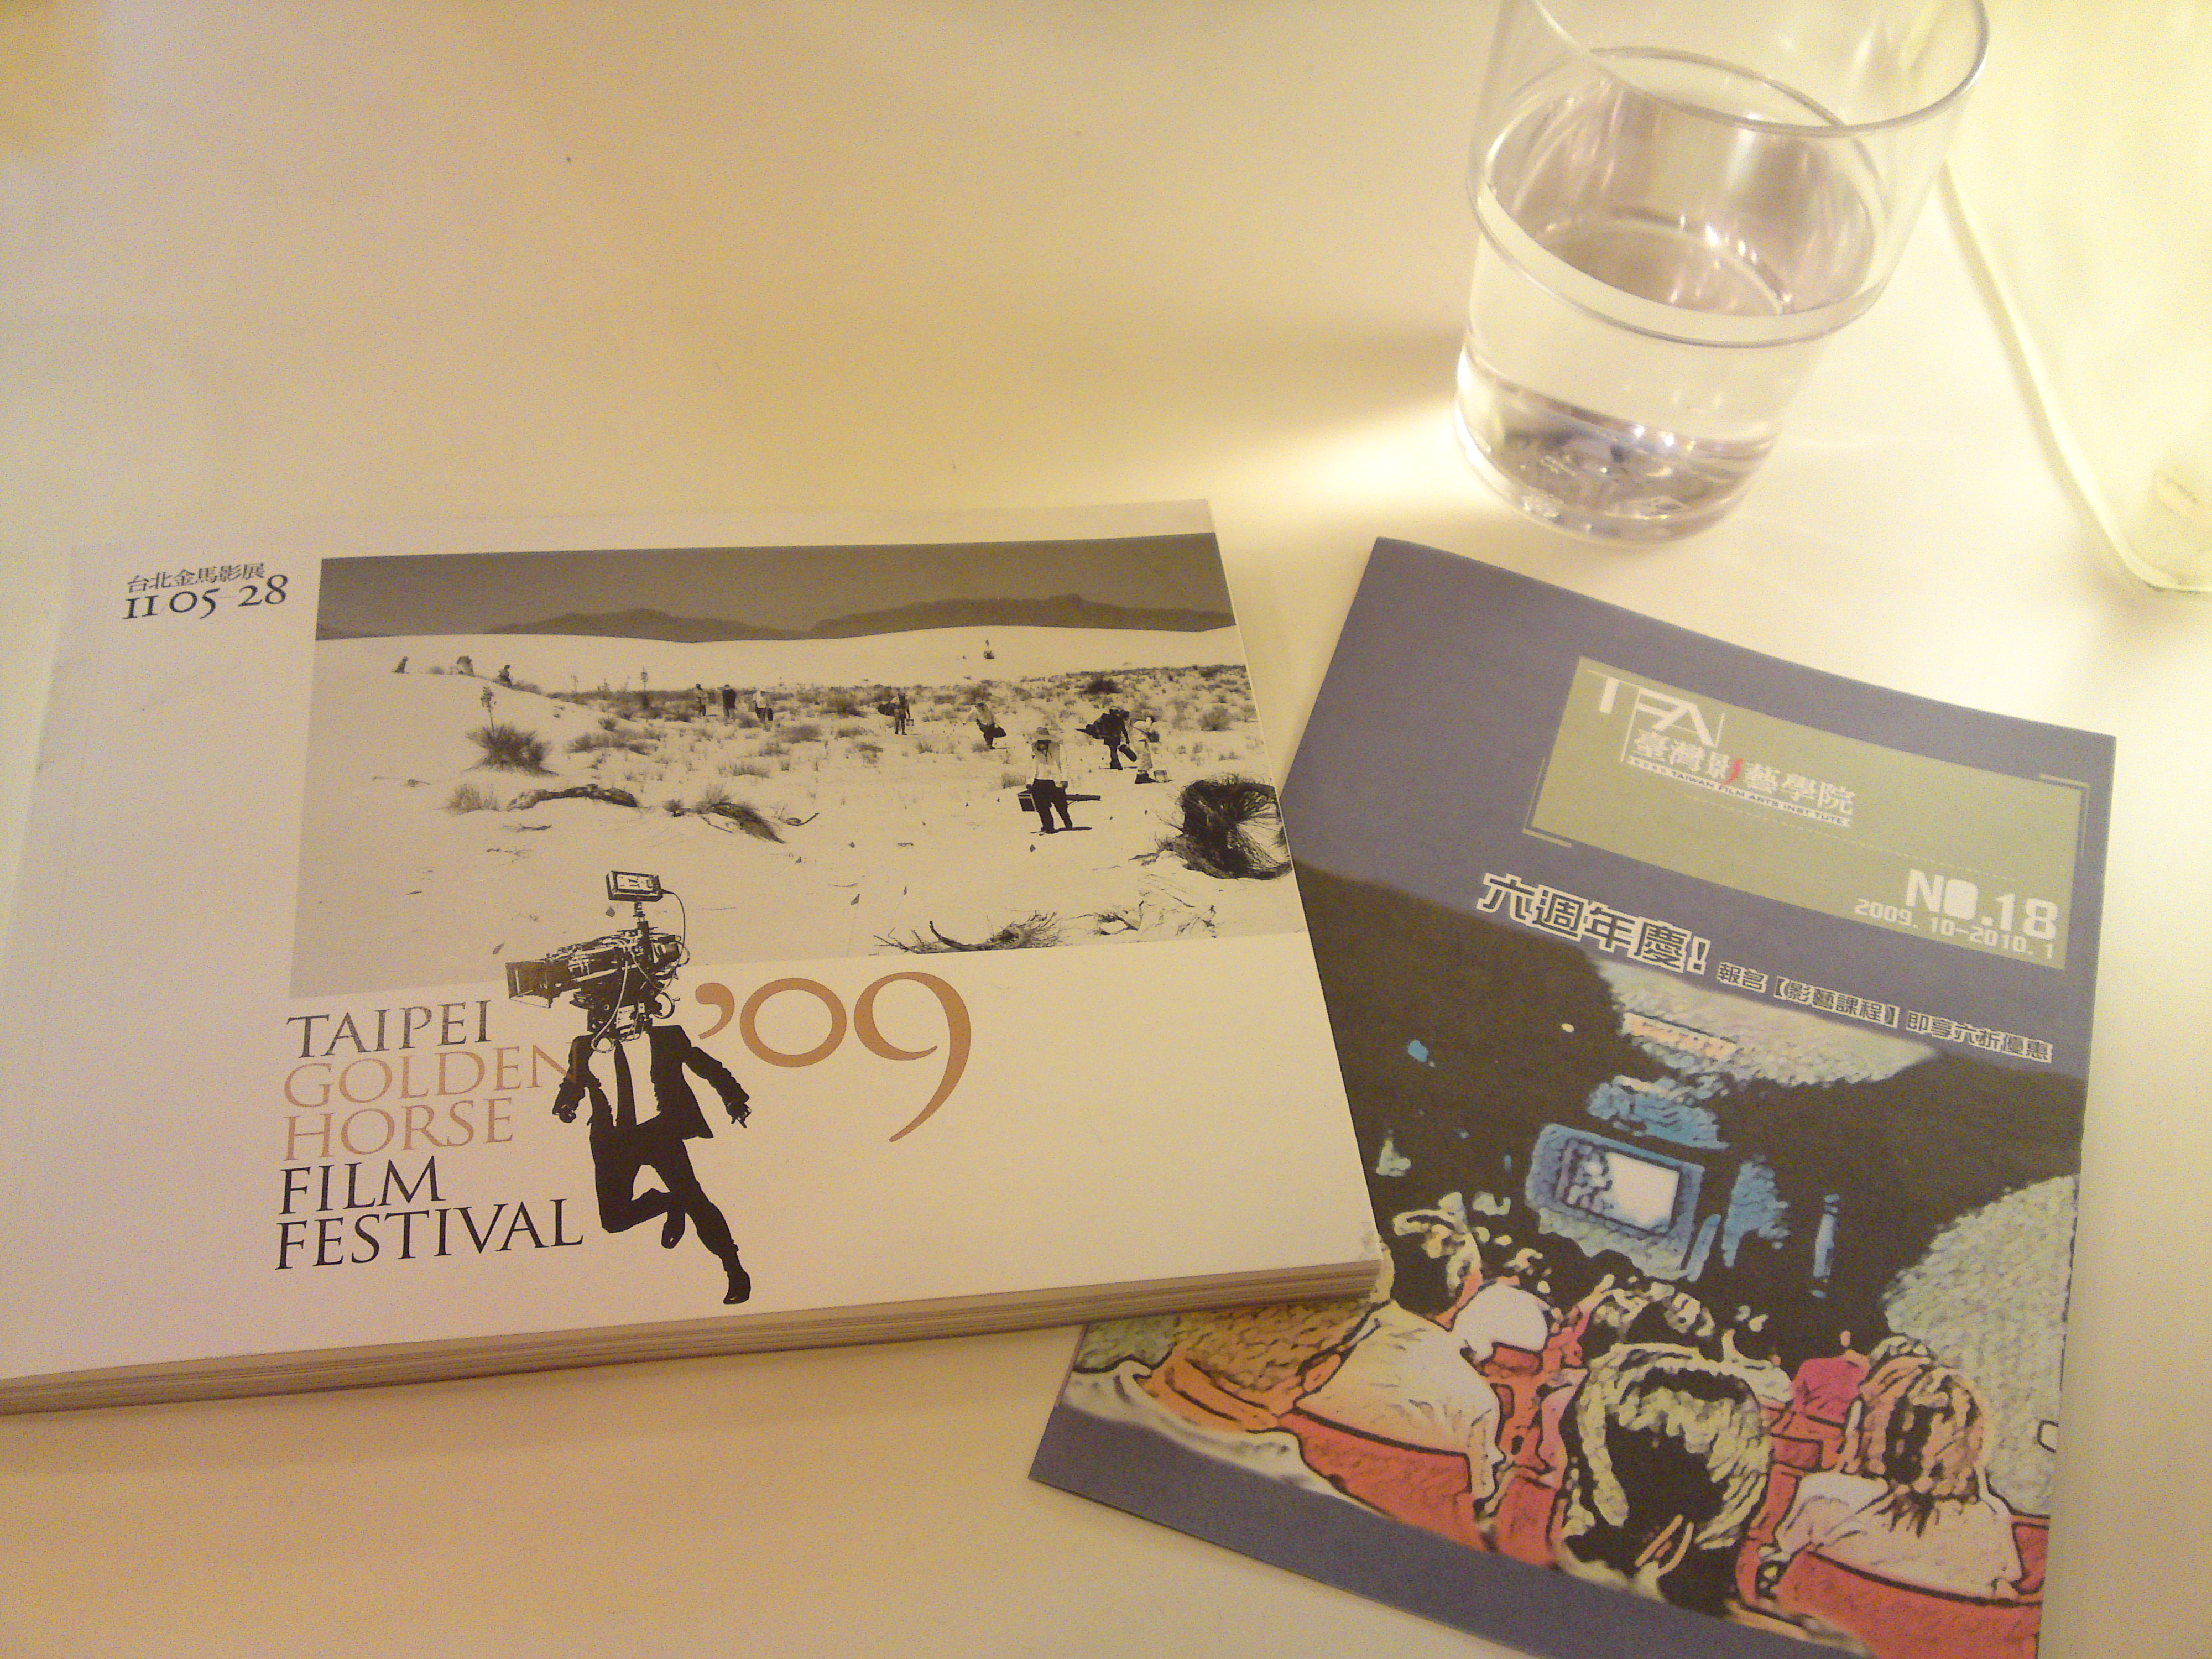 台北金馬影展
11 05 28
TAIPEI
GOLDEN
HORSE
FILM
FESTIVAL
'09
TFAI
臺灣影藝學院
TAIWAN FILM ARTS INSTITUTE
NO.18
2009. 10-2010. 1
六週年慶!
報名【影藝課程】即享六折優惠